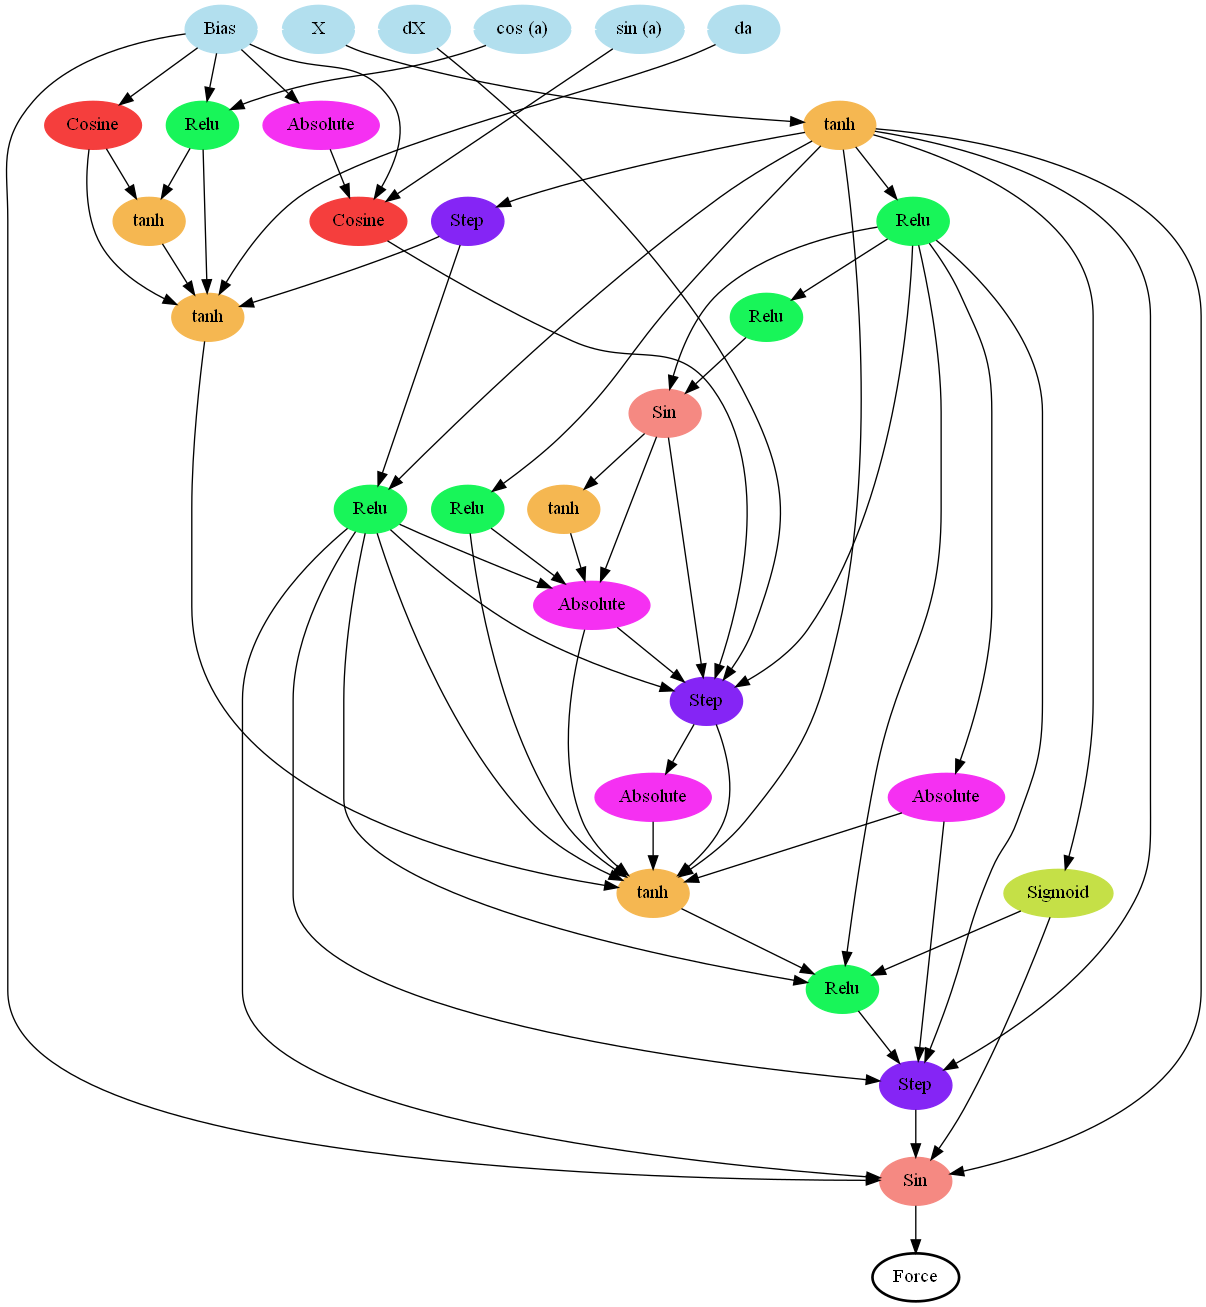 Bias
X
dX
cos (a)
sin (a)
da
Cosine
Relu
Absolute
tanh
tanh
Cosine
Step
Relu
tanh
Relu
Sin
Relu
Relu
tanh
Absolute
Step
Absolute
Absolute
tanh
Sigmoid
Relu
Step
Sin
Force